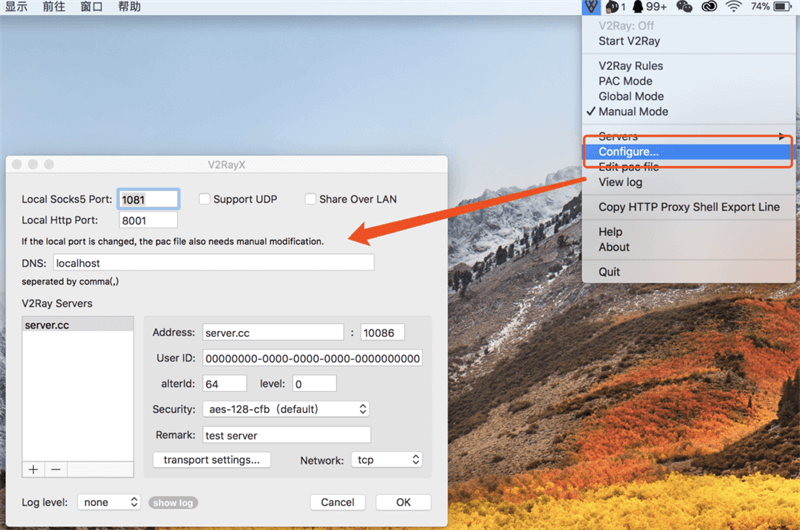 显示 前往 窗口 帮助
1 99+ 74%
V2Ray: Off
Start V2Ray
V2Ray Rules
PAC Mode
Global Mode
✓ Manual Mode
Servers
Configure...
Edit pac file
View log
Copy HTTP Proxy Shell Export Line
Help
About
Quit
V2RayX
Local Socks5 Port: 1081 Support UDP Share Over LAN
Local Http Port: 8001
If the local port is changed, the pac file also needs manual modification.
DNS: localhost
seperated by comma(,)
V2Ray Servers
server.cc
Address: server.cc : 10086
User ID: 00000000-0000-0000-0000-0000000000
alterId: 64 level: 0
Security: aes-128-cfb (default)
Remark: test server
transport settings... Network: tcp
+ −
Log level: none show log Cancel OK